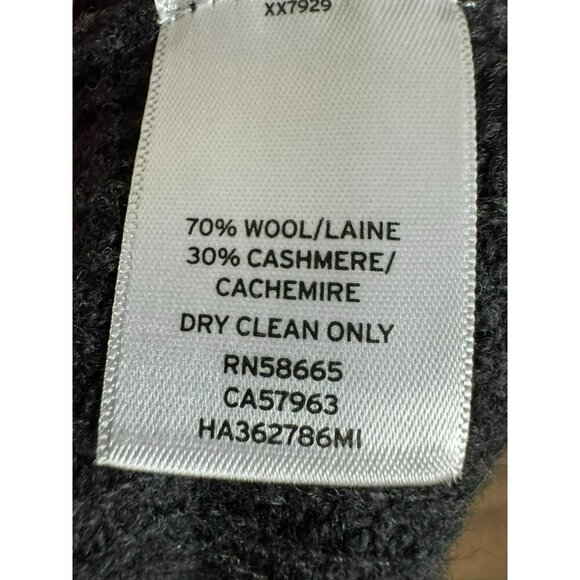 XX7929
70% WOOL/LAINE
30% CASHMERE/
CACHEMIRE
DRY CLEAN ONLY
RN58665
CA57963
HA362786MI